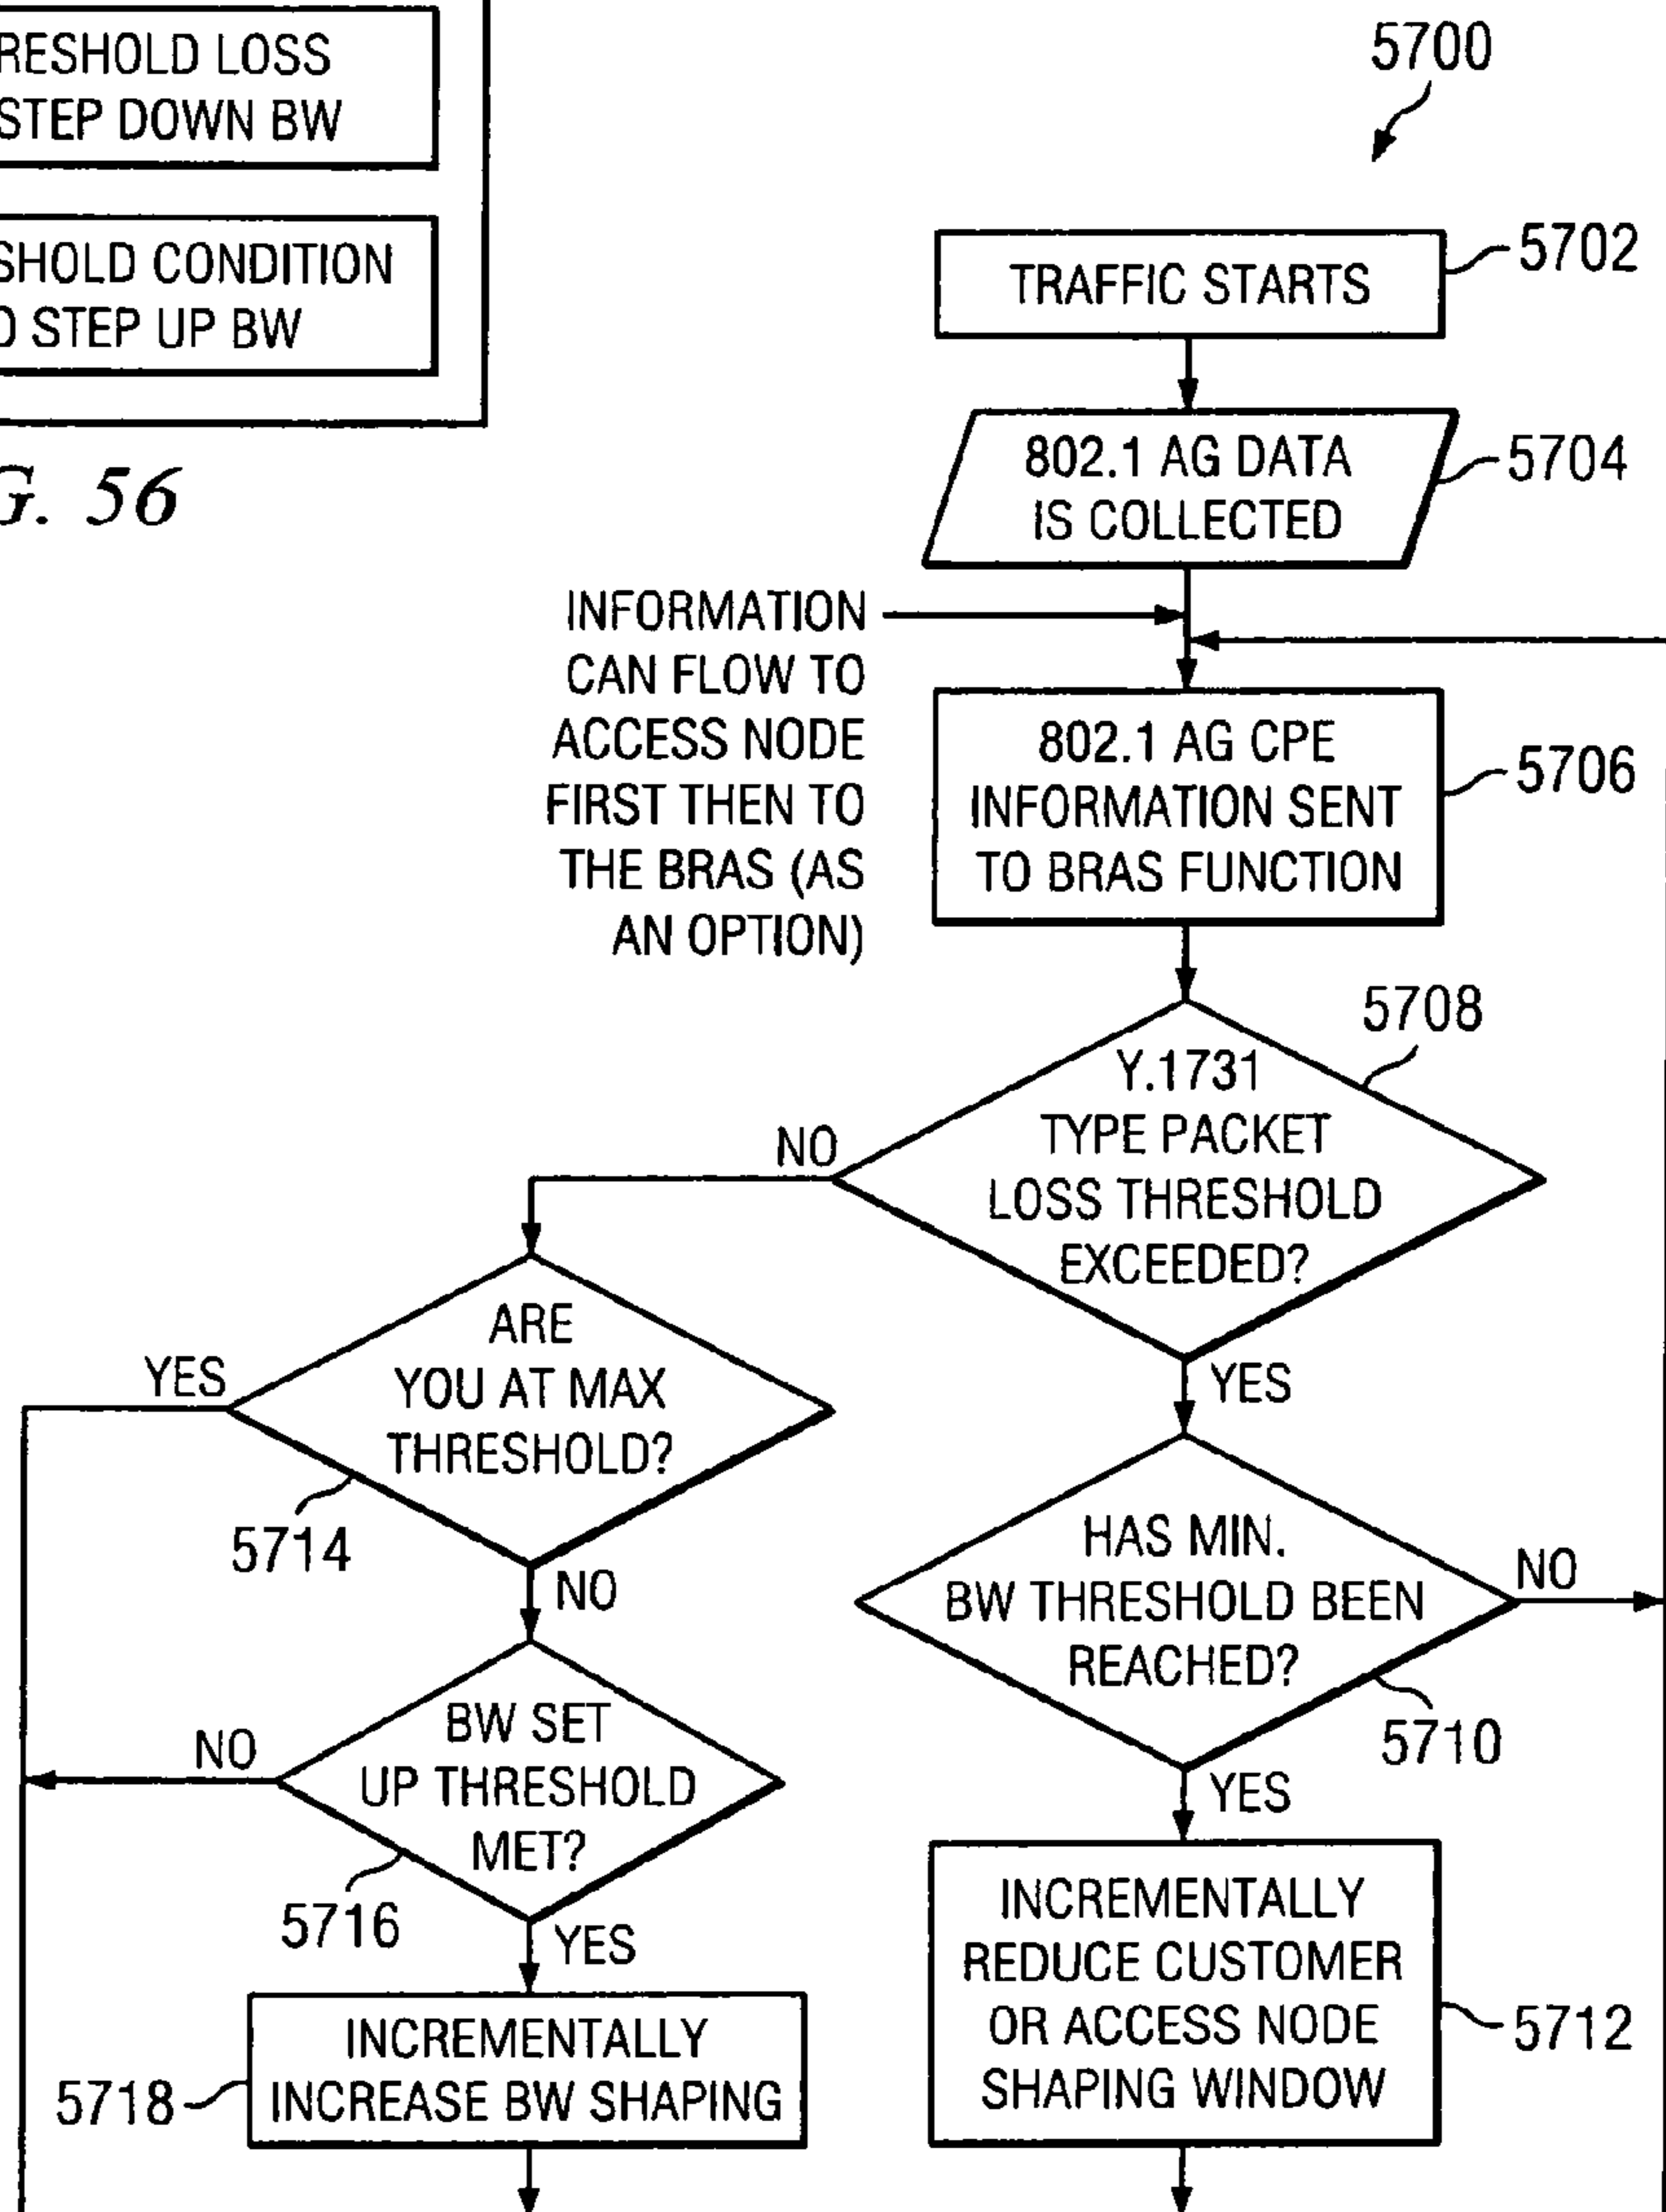 RESHOLD LOSS
STEP DOWN BW
SHOLD CONDITION
STEP UP BW
G. 56
5700
TRAFFIC STARTS
5702
802.1 AG DATA
IS COLLECTED
5704
INFORMATION
CAN FLOW TO
ACCESS NODE
FIRST THEN TO
THE BRAS (AS
AN OPTION)
802.1 AG CPE
INFORMATION SENT
TO BRAS FUNCTION
5706
Y.1731
TYPE PACKET
LOSS THRESHOLD
EXCEEDED?
5708
NO
YES
ARE
YOU AT MAX
THRESHOLD?
YES
5714
NO
HAS MIN.
BW THRESHOLD BEEN
REACHED?
NO
5710
YES
BW SET
UP THRESHOLD
MET?
NO
5716
YES
INCREMENTALLY
INCREASE BW SHAPING
5718
INCREMENTALLY
REDUCE CUSTOMER
OR ACCESS NODE
SHAPING WINDOW
5712